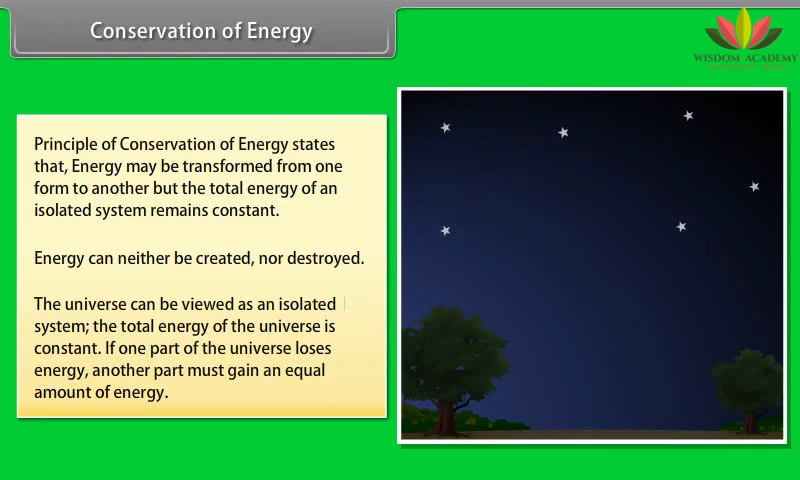 Conservation of Energy
WISDOM ACADEMY
Principle of Conservation of Energy states
that, Energy may be transformed from one
form to another but the total energy of an
isolated system remains constant.
Energy can neither be created, nor destroyed.
The universe can be viewed as an isolated
system; the total energy of the universe is
constant. If one part of the universe loses
energy, another part must gain an equal
amount of energy.